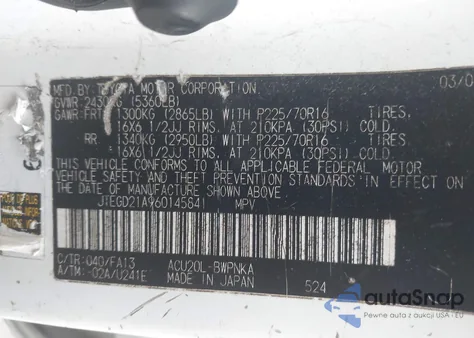 MFD.BY:TOYOTA MOTOR CORPORATION 03/0
GVWR 2430KG (5360LB)
GAWR:FRT 1300KG (2865LB) WITH P225/70R16 TIRES,
16X6 1/2JJ RIMS, AT 210KPA (30PSI) COLD.
RR 1340KG (2950LB) WITH P225/70R16 TIRES,
16X6 1/2JJ RIMS, AT 210KPA (30PSI) COLD.
THIS VEHICLE CONFORMS TO ALL APPLICABLE FEDERAL MOTOR
VEHICLE SAFETY AND THEFT PREVENTION STANDARDS IN EFFECT ON
THE DATE OF MANUFACTURE SHOWN ABOVE.
JTEGD21A960145641 MPV
C/TR:040/FA13 ACU20L-BWPNKA
A/TM:-02A/U241E MADE IN JAPAN 524
autoSnap
Pewne auta z aukcji USA - EU